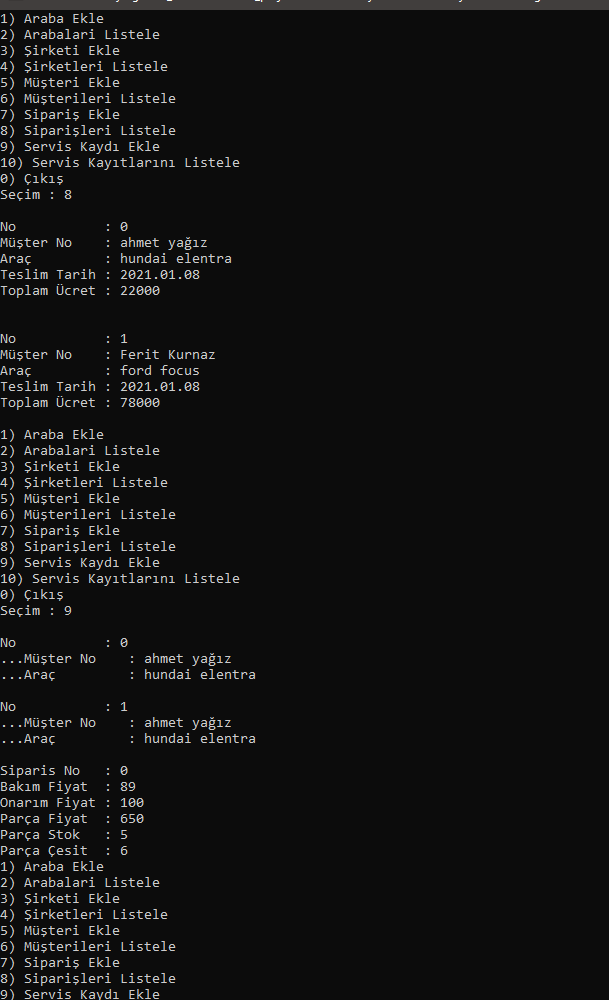 1) Araba Ekle
2) Arabalari Listele
3) Şirketi Ekle
4) Şirketleri Listele
5) Müşteri Ekle
6) Müşterileri Listele
7) Sipariş Ekle
8) Siparişleri Listele
9) Servis Kaydı Ekle
10) Servis Kayıtlarını Listele
0) Çıkış
Seçim : 8
No : 0
Müşter No : ahmet yağız
Araç : hundai elentra
Teslim Tarih : 2021.01.08
Toplam Ücret : 22000
No : 1
Müşter No : Ferit Kurnaz
Araç : ford focus
Teslim Tarih : 2021.01.08
Toplam Ücret : 78000
1) Araba Ekle
2) Arabalari Listele
3) Şirketi Ekle
4) Şirketleri Listele
5) Müşteri Ekle
6) Müşterileri Listele
7) Sipariş Ekle
8) Siparişleri Listele
9) Servis Kaydı Ekle
10) Servis Kayıtlarını Listele
0) Çıkış
Seçim : 9
No : 0
...Müşter No : ahmet yağız
...Araç : hundai elentra
No : 1
...Müşter No : ahmet yağız
...Araç : hundai elentra
Siparis No : 0
Bakım Fiyat : 89
Onarım Fiyat : 100
Parça Fiyat : 650
Parça Stok : 5
Parça Çesit : 6
1) Araba Ekle
2) Arabalari Listele
3) Şirketi Ekle
4) Şirketleri Listele
5) Müşteri Ekle
6) Müşterileri Listele
7) Sipariş Ekle
8) Siparişleri Listele
9) Servis Kaydı Ekle